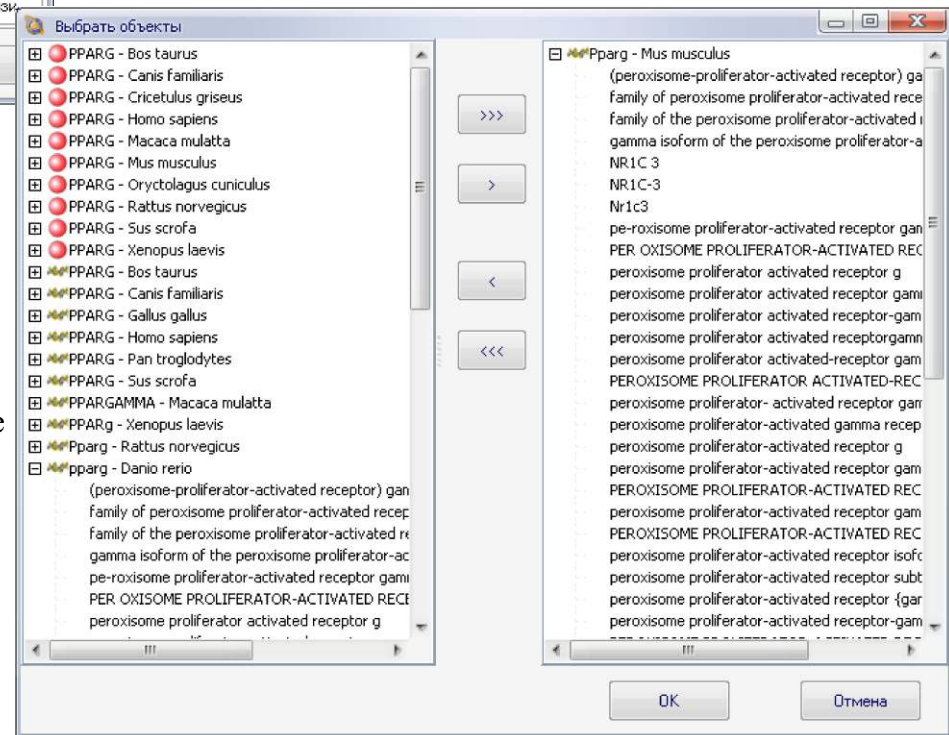 зи
Выбрать объекты
PPARG - Bos taurus
PPARG - Canis familiaris
PPARG - Cricetulus griseus
PPARG - Homo sapiens
PPARG - Macaca mulatta
PPARG - Mus musculus
PPARG - Oryctolagus cuniculus
PPARG - Rattus norvegicus
PPARG - Sus scrofa
PPARG - Xenopus laevis
PPARG - Bos taurus
PPARG - Canis familiaris
PPARG - Gallus gallus
PPARG - Homo sapiens
PPARG - Pan troglodytes
PPARG - Sus scrofa
PPARGAMMA - Macaca mulatta
PPARg - Xenopus laevis
Pparg - Rattus norvegicus
pparg - Danio rerio
(peroxisome-proliferator-activated receptor) gan
family of peroxisome proliferator-activated recep
family of the peroxisome proliferator-activated re
gamma isoform of the peroxisome proliferator-ac
pe-roxisome proliferator-activated receptor gam
PER OXISOME PROLIFERATOR-ACTIVATED RECE
peroxisome proliferator activated receptor g
>>>
>
<
<<<
Pparg - Mus musculus
(peroxisome-proliferator-activated receptor) ga
family of peroxisome proliferator-activated rece
family of the peroxisome proliferator-activated
gamma isoform of the peroxisome proliferator-a
NR1C 3
NR1C-3
Nr1c3
pe-roxisome proliferator-activated receptor gan
PER OXISOME PROLIFERATOR-ACTIVATED REC
peroxisome proliferator activated receptor g
peroxisome proliferator activated receptor gam
peroxisome proliferator activated receptor-gam
peroxisome proliferator activated receptorgamn
peroxisome proliferator activated-receptor gam
PEROXISOME PROLIFERATOR ACTIVATED-REC
peroxisome proliferator- activated receptor gam
peroxisome proliferator-activated gamma recep
peroxisome proliferator-activated receptor g
peroxisome proliferator-activated receptor gam
PEROXISOME PROLIFERATOR-ACTIVATED REC
peroxisome proliferator-activated receptor gam
PEROXISOME PROLIFERATOR-ACTIVATED REC
peroxisome proliferator-activated receptor isofo
peroxisome proliferator-activated receptor subt
peroxisome proliferator-activated receptor {gar
peroxisome proliferator-activated receptor-gam
е
OK
Отмена